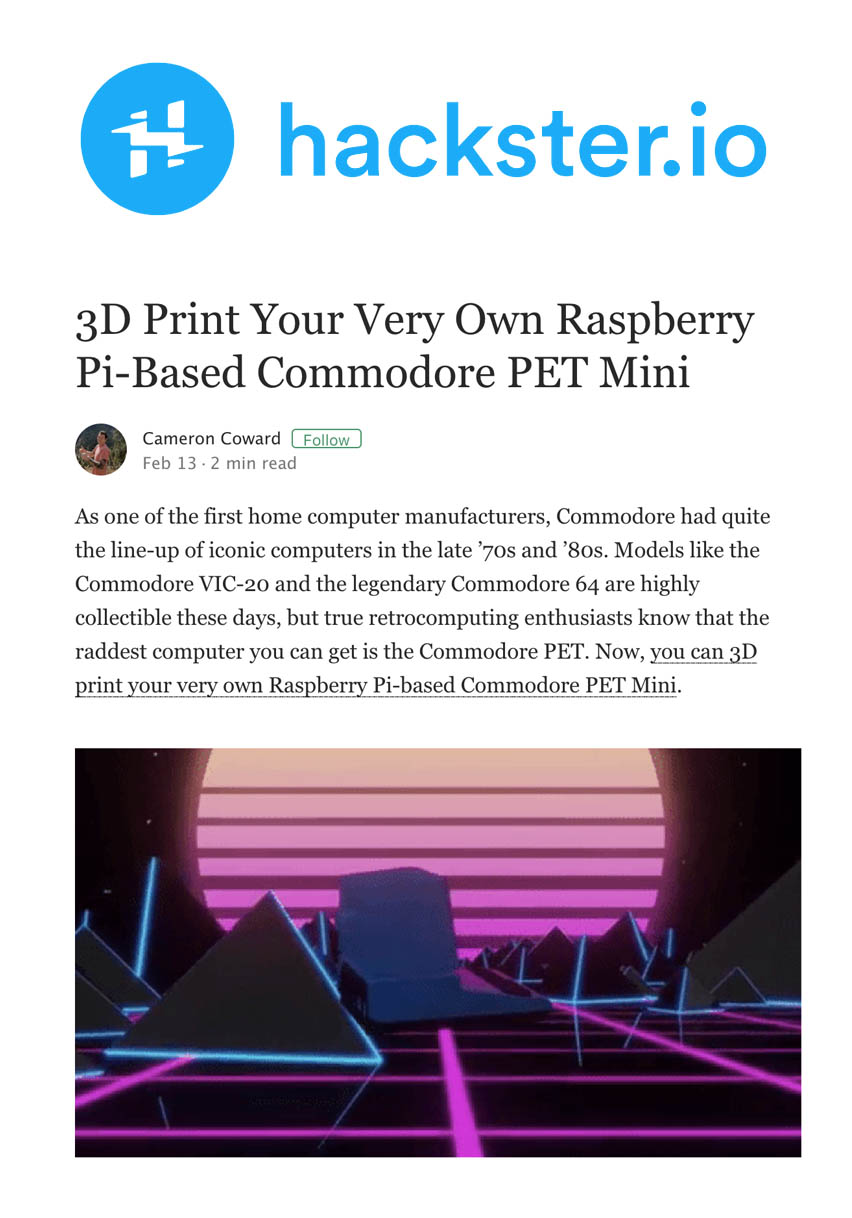 hackster.io
3D Print Your Very Own Raspberry
Pi-Based Commodore PET Mini
Cameron Coward Follow
Feb 13 · 2 min read
As one of the first home computer manufacturers, Commodore had quite
the line-up of iconic computers in the late ’70s and ’80s. Models like the
Commodore VIC-20 and the legendary Commodore 64 are highly
collectible these days, but true retrocomputing enthusiasts know that the
raddest computer you can get is the Commodore PET. Now, you can 3D
print your very own Raspberry Pi-based Commodore PET Mini.